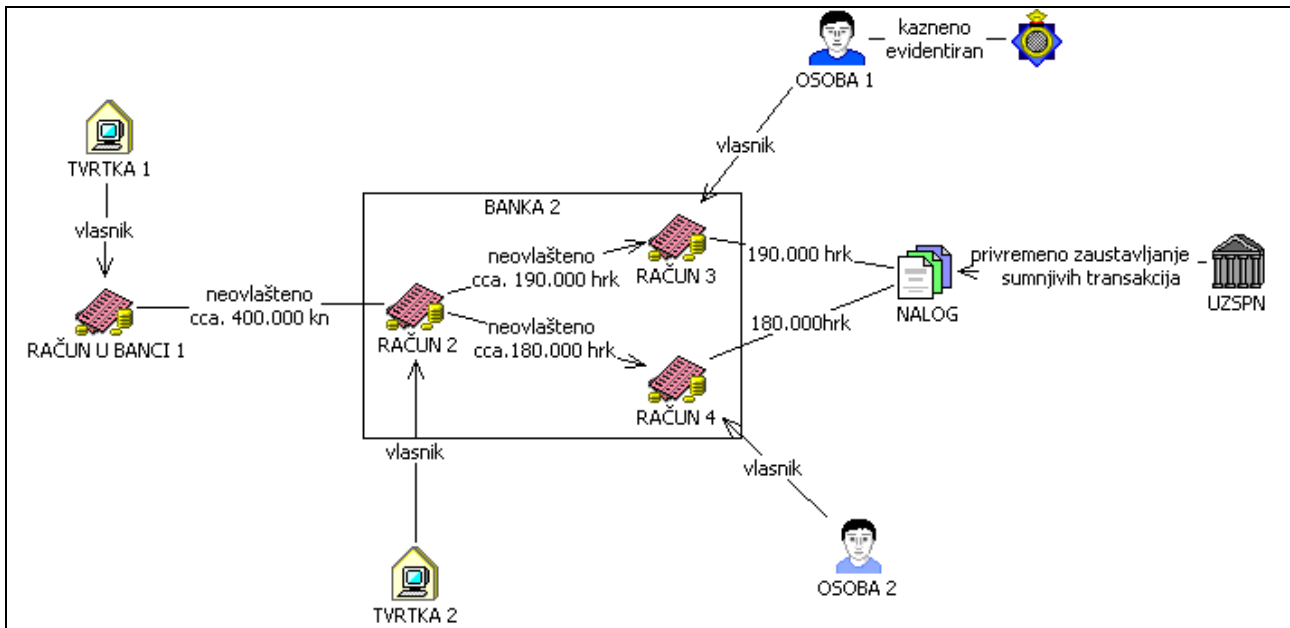 kazneno
evidentiran
OSOBA 1
TVRTKA 1
vlasnik
vlasnik
BANKA 2
neovlašteno
cca. 190.000 hrk
RAČUN 3
190.000 hrk
privremeno zaustavljanje
sumnjivih transakcija
UZSPN
NALOG
neovlašteno
cca. 400.000 kn
RAČUN U BANCI 1
RAČUN 2
neovlašteno
cca.180.000 hrk
180.000hrk
RAČUN 4
vlasnik
vlasnik
TVRTKA 2
OSOBA 2